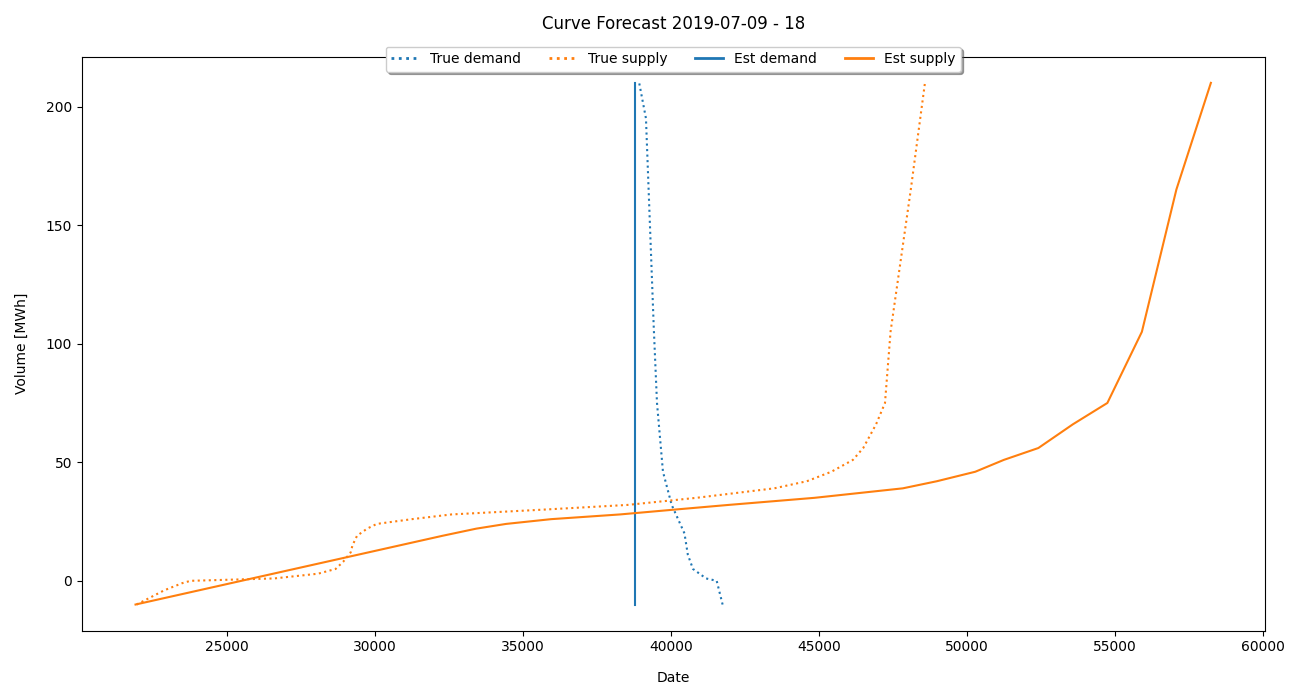 Curve Forecast 2019-07-09 - 18
True demand True supply Est demand Est supply
200
150
100
50
0
Volume [MWh]
25000 30000 35000 40000 45000 50000 55000 60000
Date